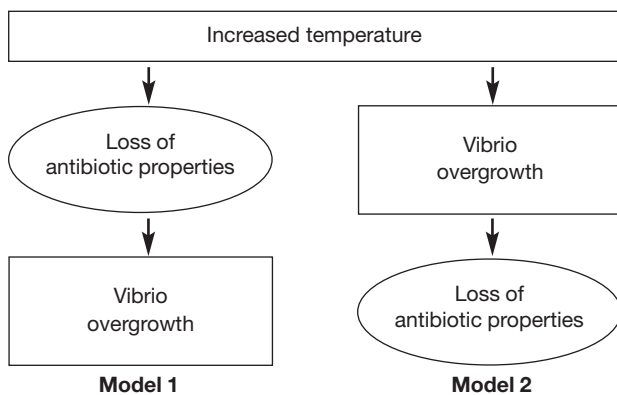 Increased temperature
Loss of
antibiotic properties
Vibrio
overgrowth
Model 1
Vibrio
overgrowth
Loss of
antibiotic properties
Model 2